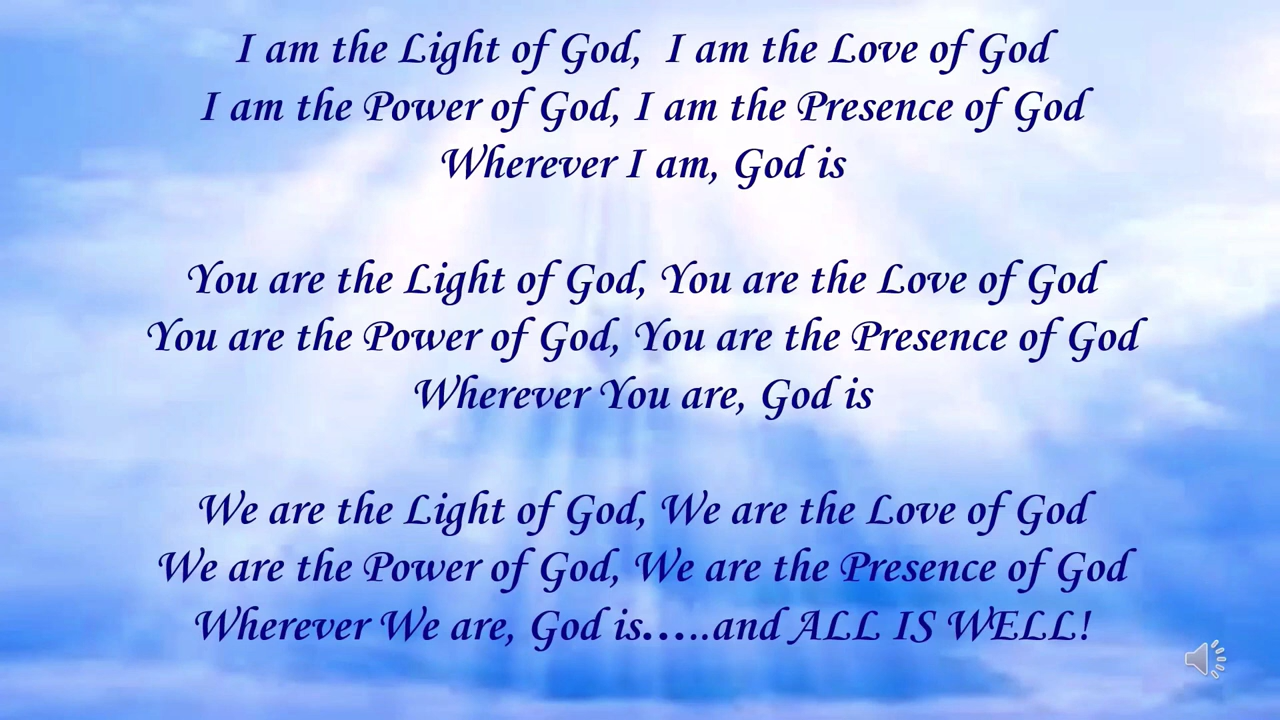 I am the Light of God,  I am the Love of God
I am the Power of God, I am the Presence of God
Wherever I am, God is
You are the Light of God, You are the Love of God
You are the Power of God, You are the Presence of God
Wherever You are, God is
We are the Light of God, We are the Love of God
We are the Power of God, We are the Presence of God
Wherever We are, God is…..and ALL IS WELL!